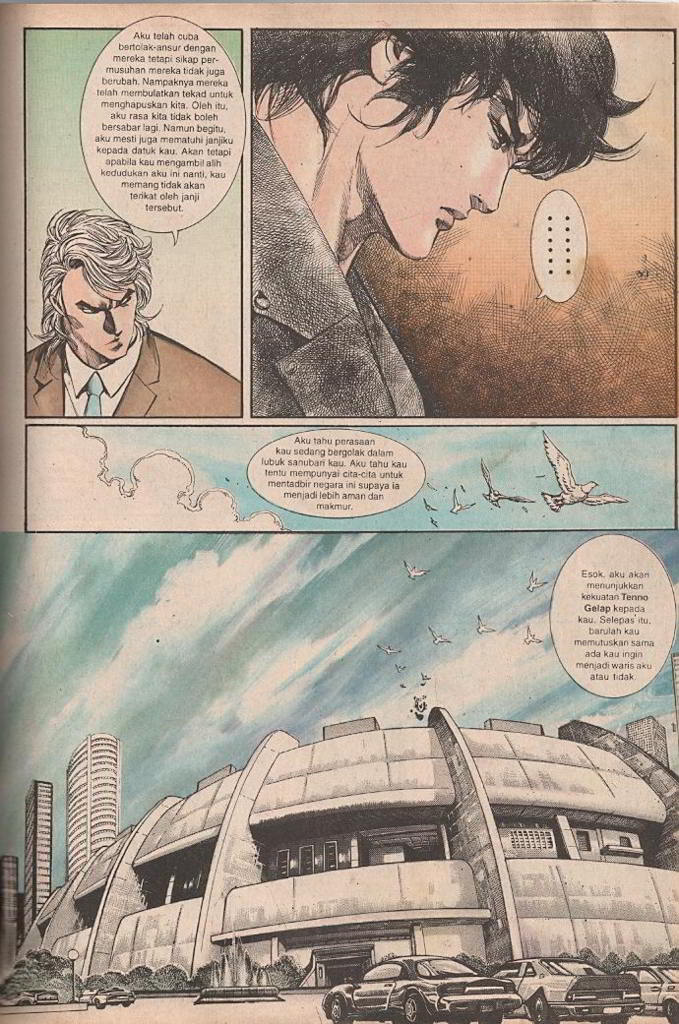 Aku telah cuba
bertolak-ansur dengan
mereka tetapi sikap per-
musuhan mereka tidak juga
berubah. Nampaknya mereka
telah membulatkan tekad untuk
menghapuskan kita. Oleh itu,
aku rasa kita tidak boleh
bersabar lagi. Namun begitu,
aku mesti juga mematuhi janjiku
kepada datuk kau. Akan tetapi
apabila kau mengambil alih
kedudukan aku ini nanti, kau
memang tidak akan
terikat oleh janji
tersebut.
Aku tahu perasaan
kau sedang bergolak dalam
lubuk sanubari kau. Aku tahu kau
tentu mempunyai cita-cita untuk
mentadbir negara ini supaya ia
menjadi lebih aman dan
makmur.
Esok, aku akan
menunjukkan
kekuatan Tenno
Gelap kepada
kau. Selepas itu,
barulah kau
memutuskan sama
ada kau ingin
menjadi waris aku
atau tidak.